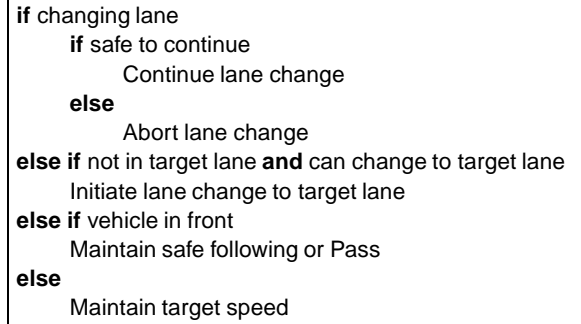 if changing lane
if safe to continue
Continue lane change
else
Abort lane change
else if not in target lane and can change to target lane
Initiate lane change to target lane
else if vehicle in front
Maintain safe following or Pass
else
Maintain target speed